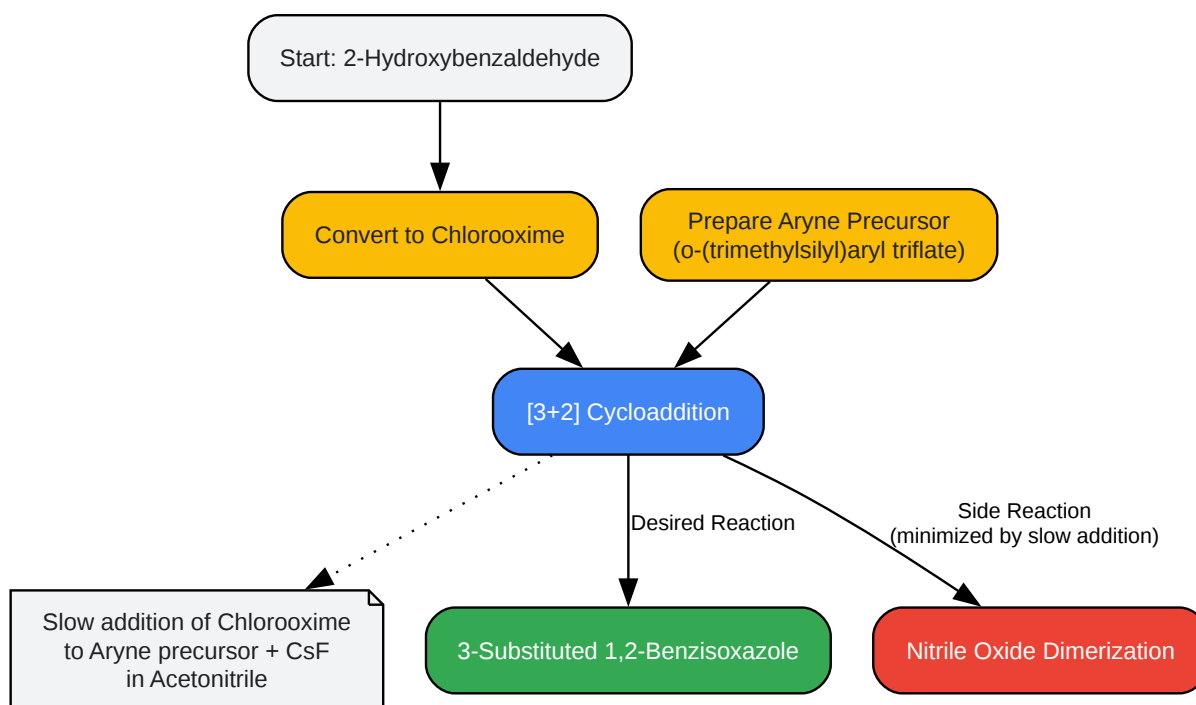 Start: 2-Hydroxybenzaldehyde
Convert to Chlorooxime
Prepare Aryne Precursor
(o-(trimethylsilyl)aryl triflate)
[3+2] Cycloaddition
Desired Reaction
Side Reaction
(minimized by slow addition)
Slow addition of Chlorooxime
to Aryne precursor + CsF
in Acetonitrile
3-Substituted 1,2-Benzisoxazole
Nitrile Oxide Dimerization